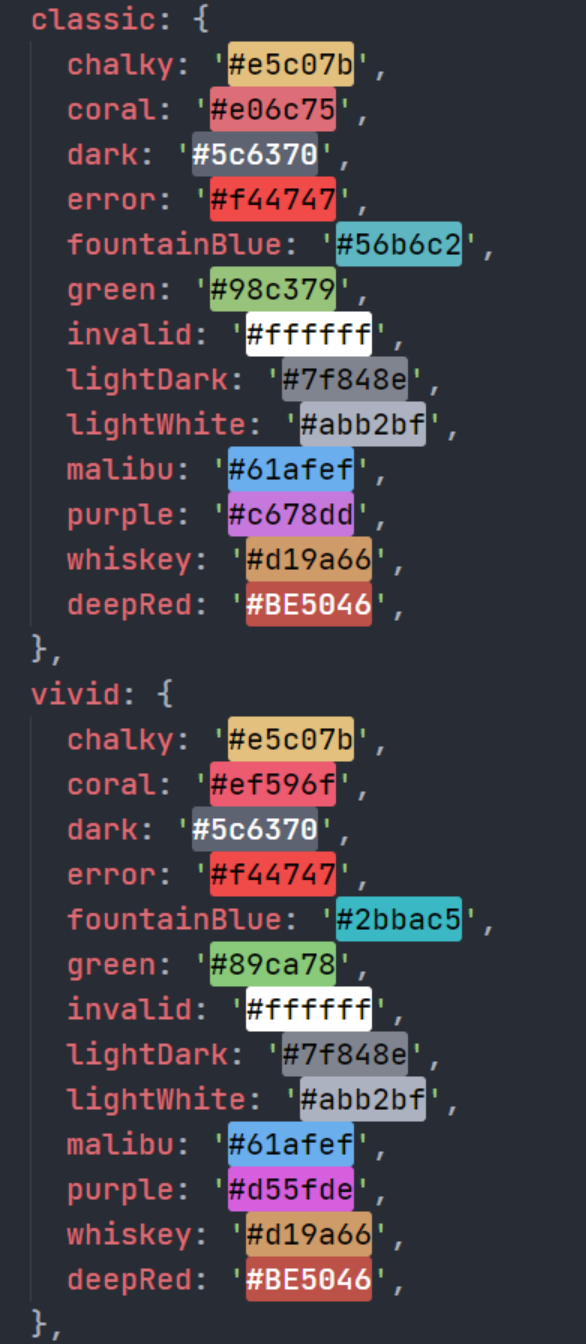 classic: {
chalky: '#e5c07b',
coral: '#e06c75',
dark: '#5c6370',
error: '#f44747',
fountainBlue: '#56b6c2',
green: '#98c379',
invalid: '#ffffff',
lightDark: '#7f848e',
lightWhite: '#abb2bf',
malibu: '#61afef',
purple: '#c678dd',
whiskey: '#d19a66',
deepRed: '#BE5046',
},
vivid: {
chalky: '#e5c07b',
coral: '#ef596f',
dark: '#5c6370',
error: '#f44747',
fountainBlue: '#2bbac5',
green: '#89ca78',
invalid: '#ffffff',
lightDark: '#7f848e',
lightWhite: '#abb2bf',
malibu: '#61afef',
purple: '#d55fde',
whiskey: '#d19a66',
deepRed: '#BE5046',
},